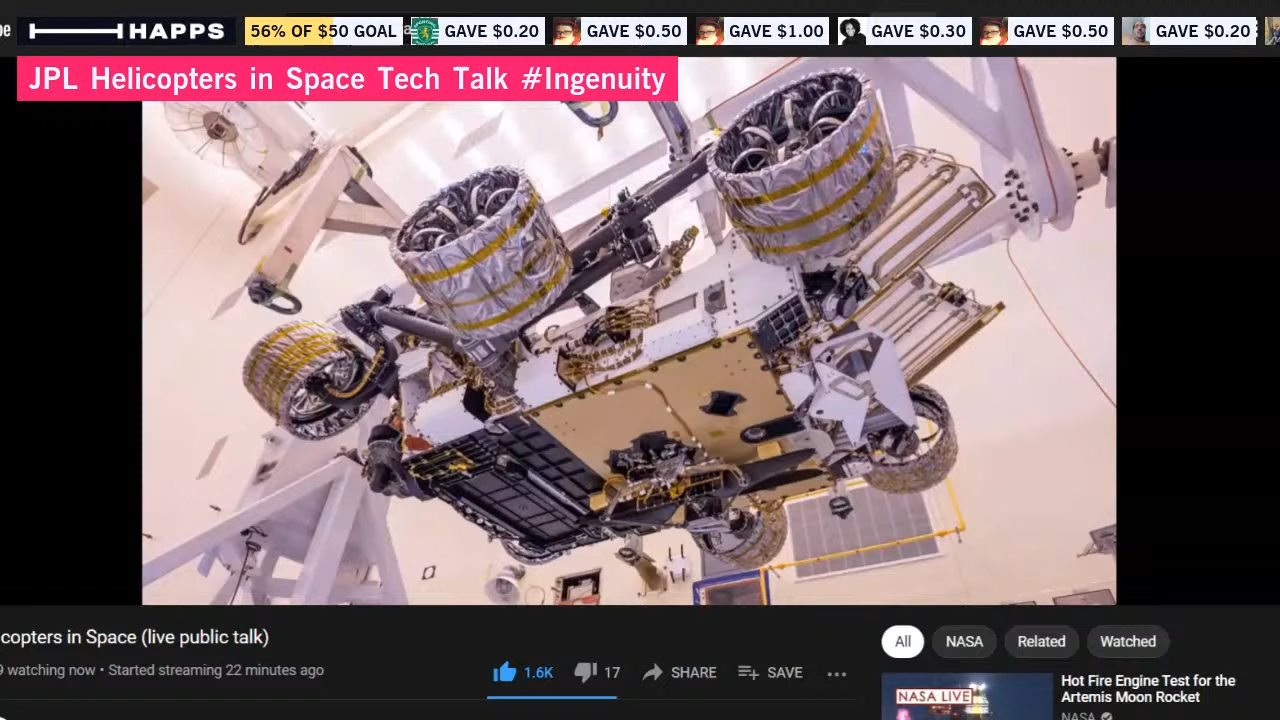 HAPPS
56% OF $50 GOAL
GAVE $0.20
GAVE $0.50
GAVE $1.00
GAVE $0.30
GAVE $0.50
GAVE $0.20
JPL Helicopters in Space Tech Talk #Ingenuity
copters in Space (live public talk)
9 watching now • Started streaming 22 minutes ago
1.6K
17
SHARE
SAVE
All
NASA
Related
Watched
NASA LIVE
Hot Fire Engine Test for the
Artemis Moon Rocket
NASA